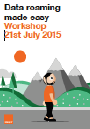 Data roaming
made easy
Workshop
21st July 2015